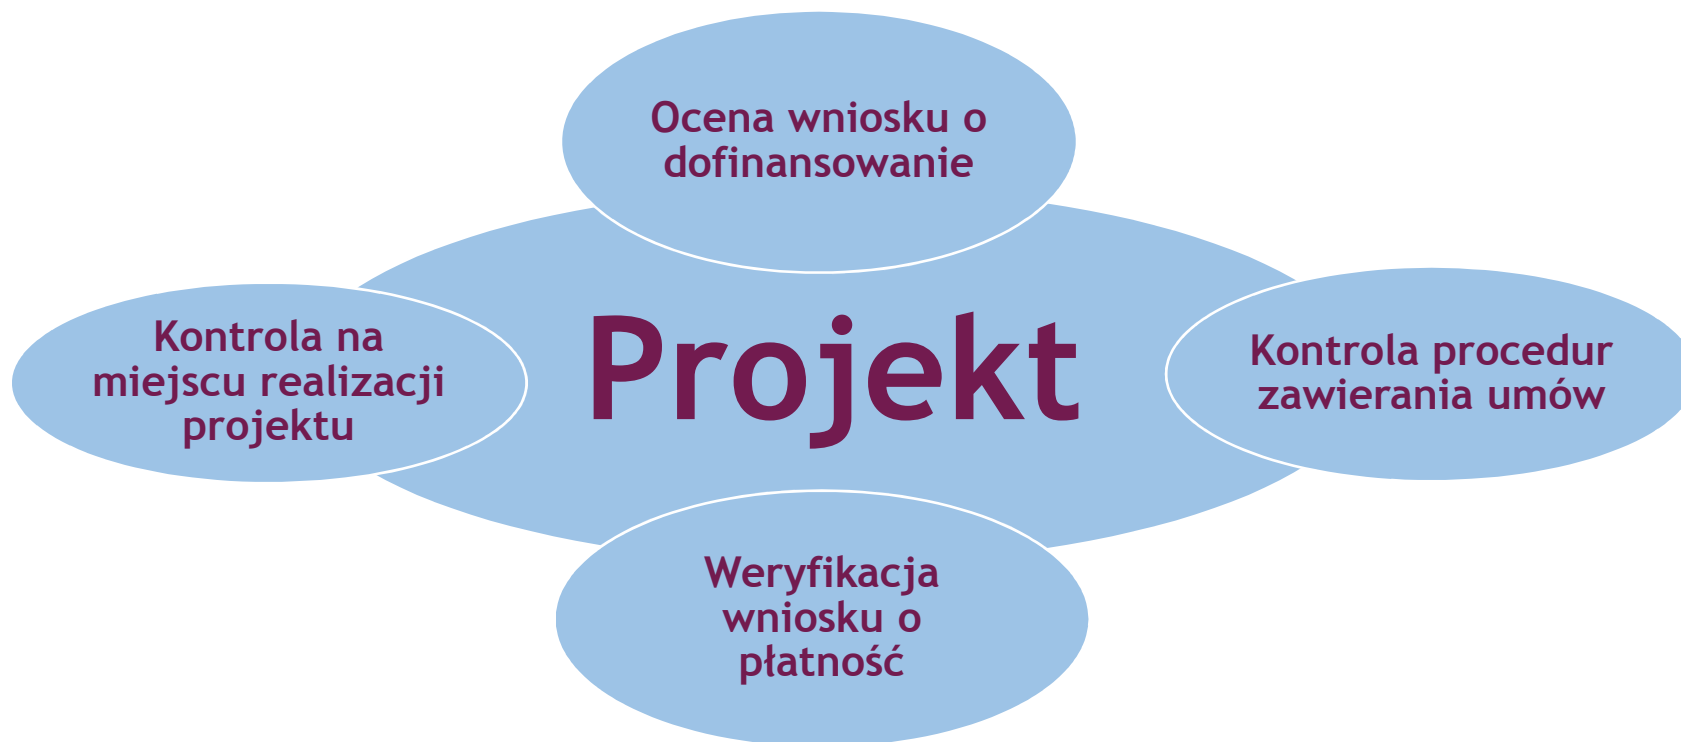 Ocena wniosku o
dofinansowanie
Kontrola na
miejscu realizacji
projektu
Projekt
Kontrola procedur
zawierania umów
Weryfikacja
wniosku o
płatność